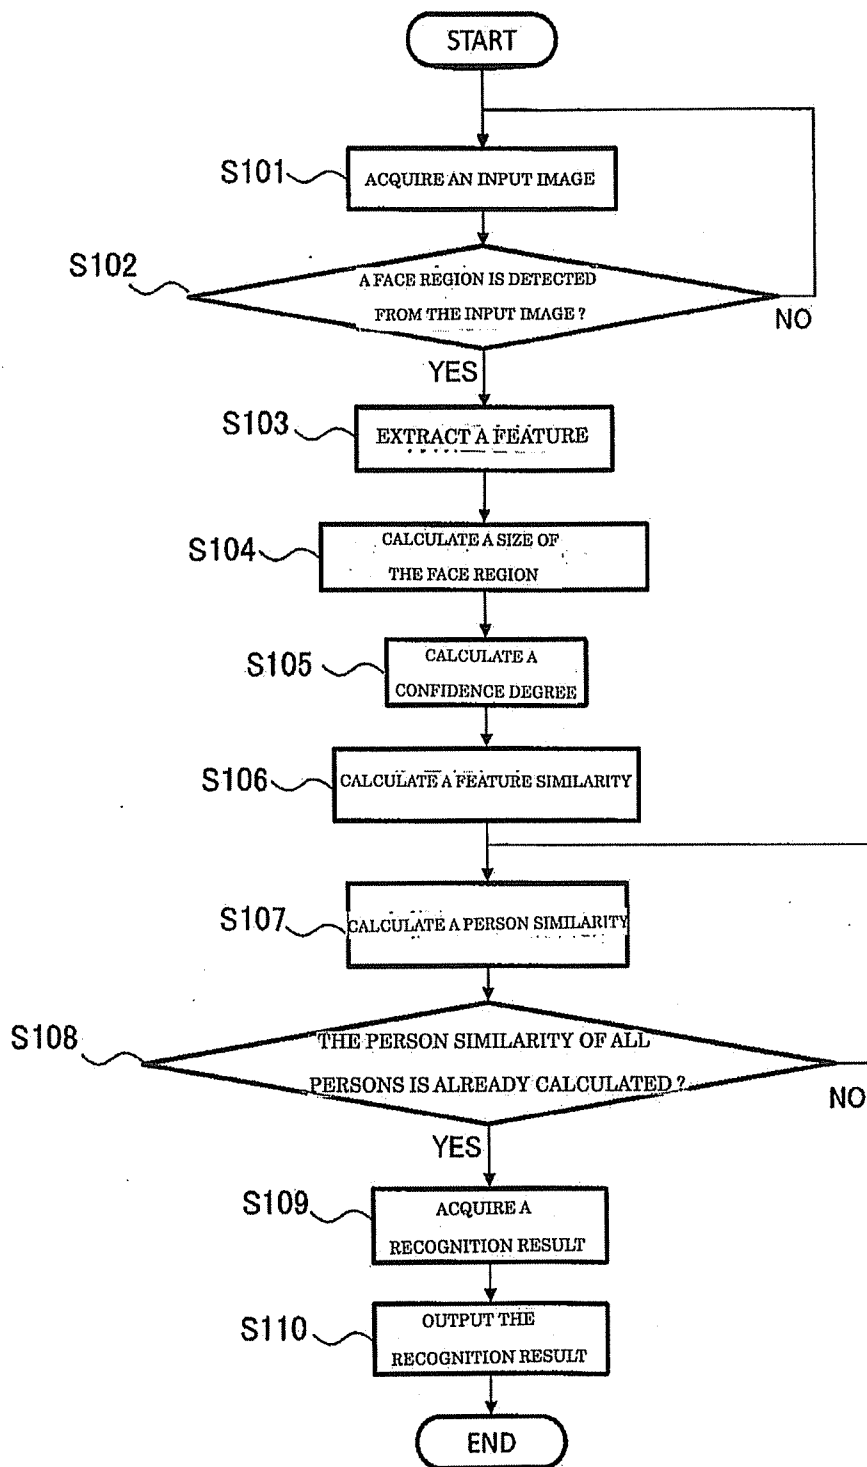 START
S101
ACQUIRE AN INPUT IMAGE
S102
A FACE REGION IS DETECTED
FROM THE INPUT IMAGE ?
NO
YES
S103
EXTRACT A FEATURE
S104
CALCULATE A SIZE OF
THE FACE REGION
S105
CALCULATE A
CONFIDENCE DEGREE
S106
CALCULATE A FEATURE SIMILARITY
S107
CALCULATE A PERSON SIMILARITY
S108
THE PERSON SIMILARITY OF ALL
PERSONS IS ALREADY CALCULATED ?
NO
YES
S109
ACQUIRE A
RECOGNITION RESULT
S110
OUTPUT THE
RECOGNITION RESULT
END